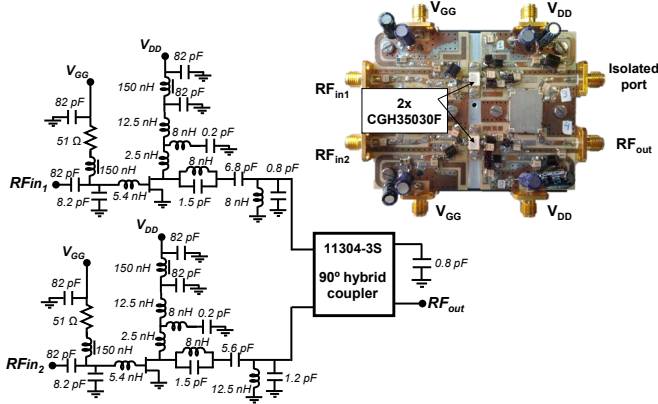 82 pF
V_DD
150 nH
82 pF
12.5 nH
8 nH 0.2 pF
2.5 nH
V_GG
82 pF
51 Ω
150 nH
RFin₁
82 pF
8.2 pF
5.4 nH
8 nH
1.5 pF
6.8 pF
0.8 pF
8 nH
V_DD
82 pF
150 nH
82 pF
12.5 nH
8 nH 0.2 pF
2.5 nH
V_GG
82 pF
51 Ω
150 nH
RFin₂
82 pF
8.2 pF
5.4 nH
8 nH
1.5 pF
5.6 pF
12.5 nH
1.2 pF
11304-3S
90º hybrid
coupler
0.8 pF
RF_out
V_GG
V_DD
RF_in1
Isolated
port
2x
CGH35030F
RF_in2
RF_out
V_GG
V_DD